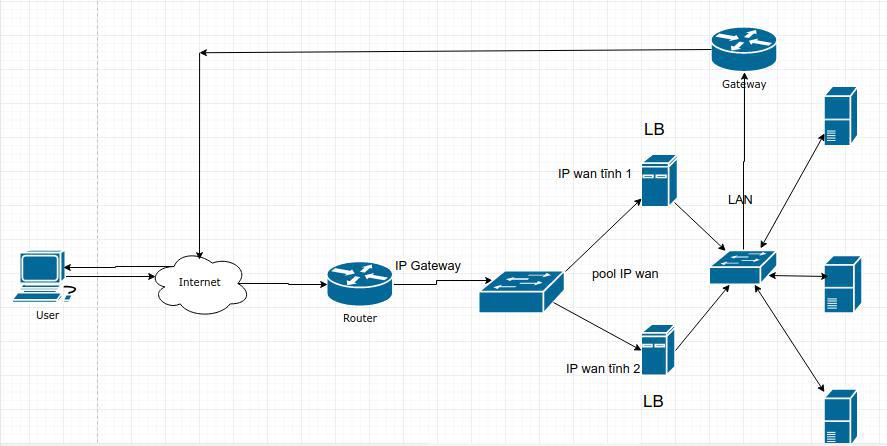 Gateway
LB
IP wan tĩnh 1
LAN
IP Gateway
pool IP wan
Internet
User
Router
IP wan tĩnh 2
LB